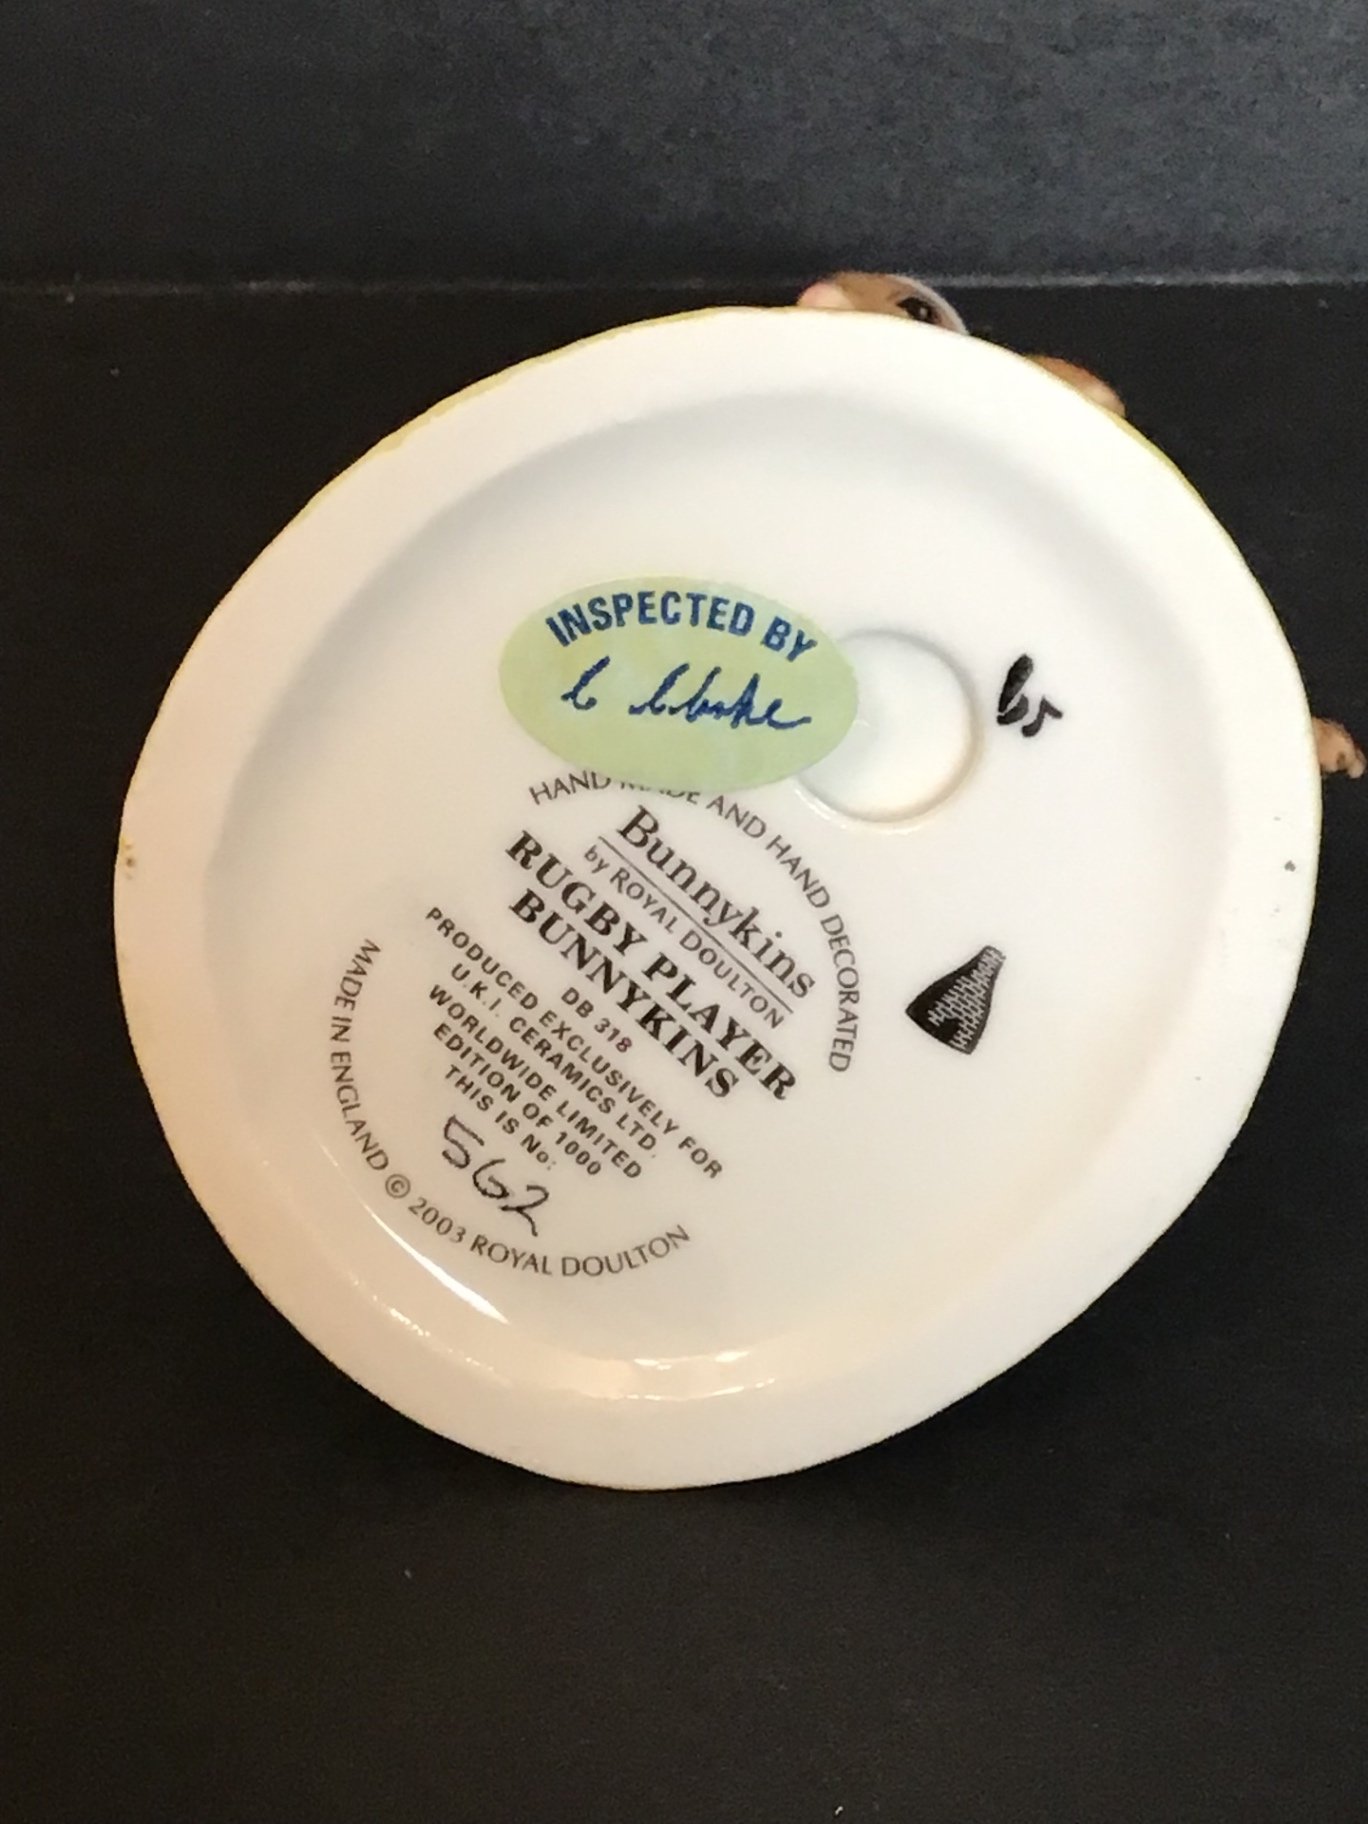 INSPECTED BY
HAND MADE AND HAND DECORATED
Bunnykins
by ROYAL DOULTON
RUGBY PLAYER
BUNNYKINS
DB 318
PRODUCED EXCLUSIVELY FOR
U.K.I. CERAMICS LTD.
WORLDWIDE LIMITED
EDITION OF 1000
THIS IS No:
562
MADE IN ENGLAND © 2003 ROYAL DOULTON